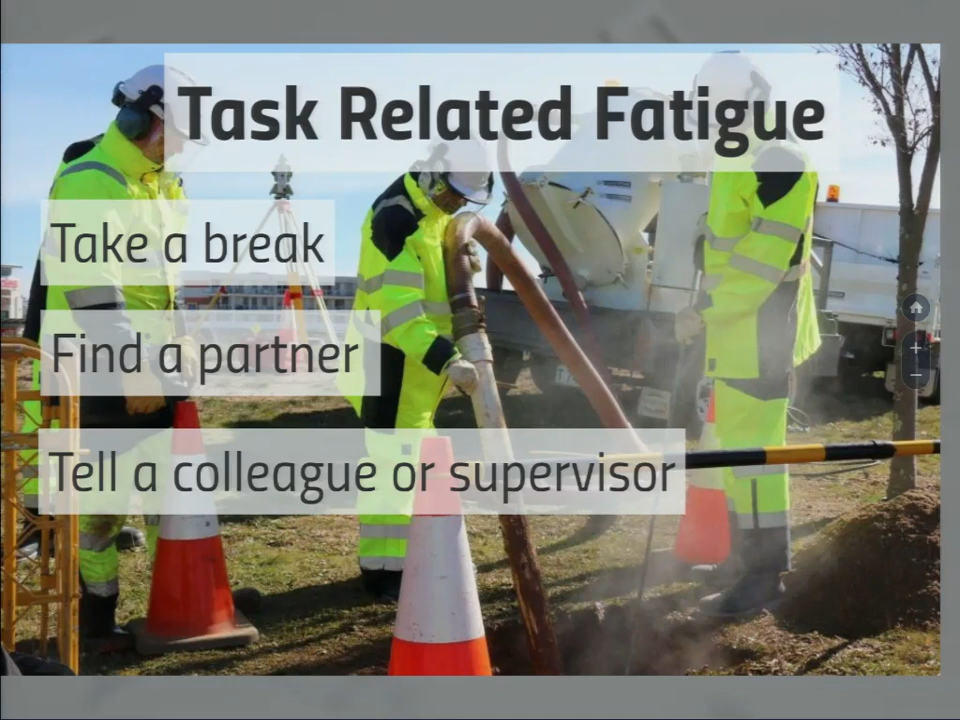 Task Related Fatigue
Take a break
Find a partner
Tell a colleague or supervisor